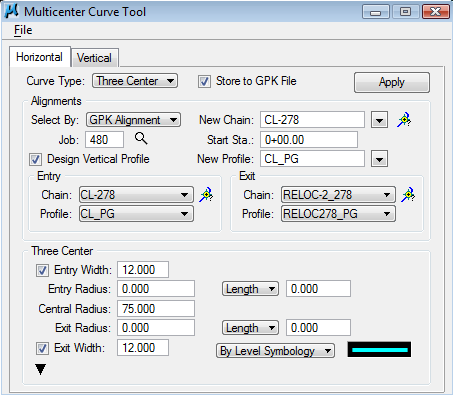 Multicenter Curve Tool
File
Horizontal Vertical
Curve Type: Three Center Store to GPK File Apply
Alignments
Select By: GPK Alignment New Chain: CL-278
Job: 480 Start Sta.: 0+00.00
Design Vertical Profile New Profile: CL_PG
Entry Exit
Chain: CL-278 Chain: RELOC-2_278
Profile: CL_PG Profile: RELOC278_PG
Three Center
Entry Width: 12.000
Entry Radius: 0.000 Length 0.000
Central Radius: 75.000
Exit Radius: 0.000 Length 0.000
Exit Width: 12.000 By Level Symbology